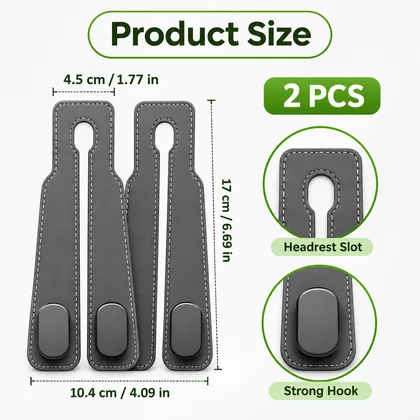 Product Size
4.5 cm / 1.77 in
2 PCS
17 cm / 6.69 in
Headrest Slot
10.4 cm / 4.09 in
Strong Hook